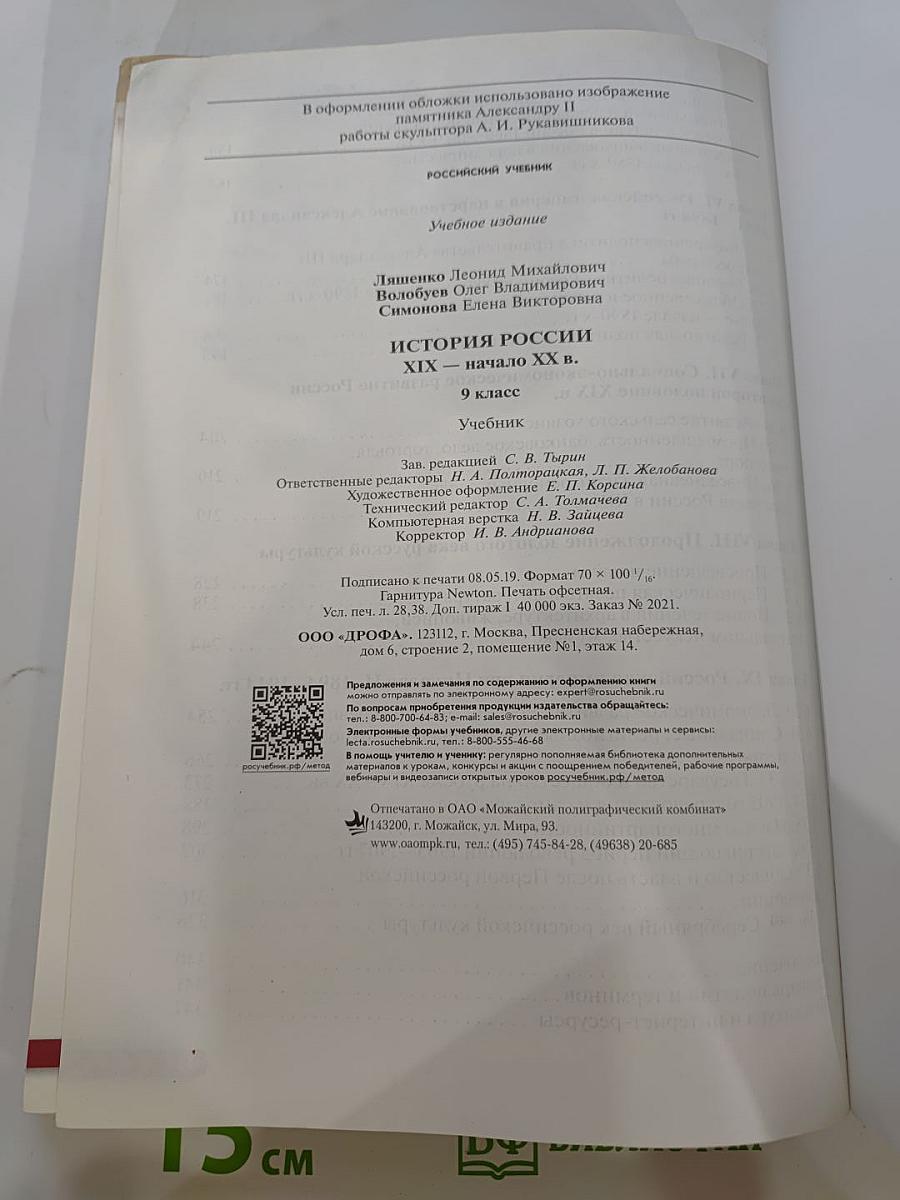 В оформлении обложки использовано изображение
памятника Александру II
работы скульптора А. И. Рукавишникова
РОССИЙСКИЙ УЧЕБНИК
Учебное издание
Ляшенко Леонид Михайлович
Волобуев Олег Владимирович
Симонова Елена Викторовна
ИСТОРИЯ РОССИИ
XIX — начало XX в.
9 класс
Учебник
Зав. редакцией С. В. Тырин
Ответственные редакторы Н. А. Полторацкая, Л. П. Желобанова
Художественное оформление Е. П. Корсина
Технический редактор С. А. Толмачева
Компьютерная верстка Н. В. Зайцева
Корректор И. В. Андрианова
Подписано к печати 08.05.19. Формат 70 × 100 1/16.
Гарнитура Newton. Печать офсетная.
Усл. печ. л. 28,38. Доп. тираж I 40 000 экз. Заказ № 2021.
ООО «ДРОФА». 123112, г. Москва, Пресненская набережная,
дом 6, строение 2, помещение №1, этаж 14.
Предложения и замечания по содержанию и оформлению книги
можно отправлять по электронному адресу: expert@rosuchebnik.ru
По вопросам приобретения продукции издательства обращайтесь:
тел.: 8-800-700-64-83; e-mail: sales@rosuchebnik.ru
Электронные формы учебников, другие электронные материалы и сервисы:
lecta.rosuchebnik.ru, тел.: 8-800-555-46-68
В помощь учителю и ученику: регулярно пополняемая библиотека дополнительных
материалов к урокам, конкурсы и акции с поощрением победителей, рабочие программы,
вебинары и видеозаписи открытых уроков росучебник.рф/метод
росучебник.рф/метод
Отпечатано в ОАО «Можайский полиграфический комбинат»
143200, г. Можайск, ул. Мира, 93.
www.oaompk.ru, тел.: (495) 745-84-28, (49638) 20-685
15 см